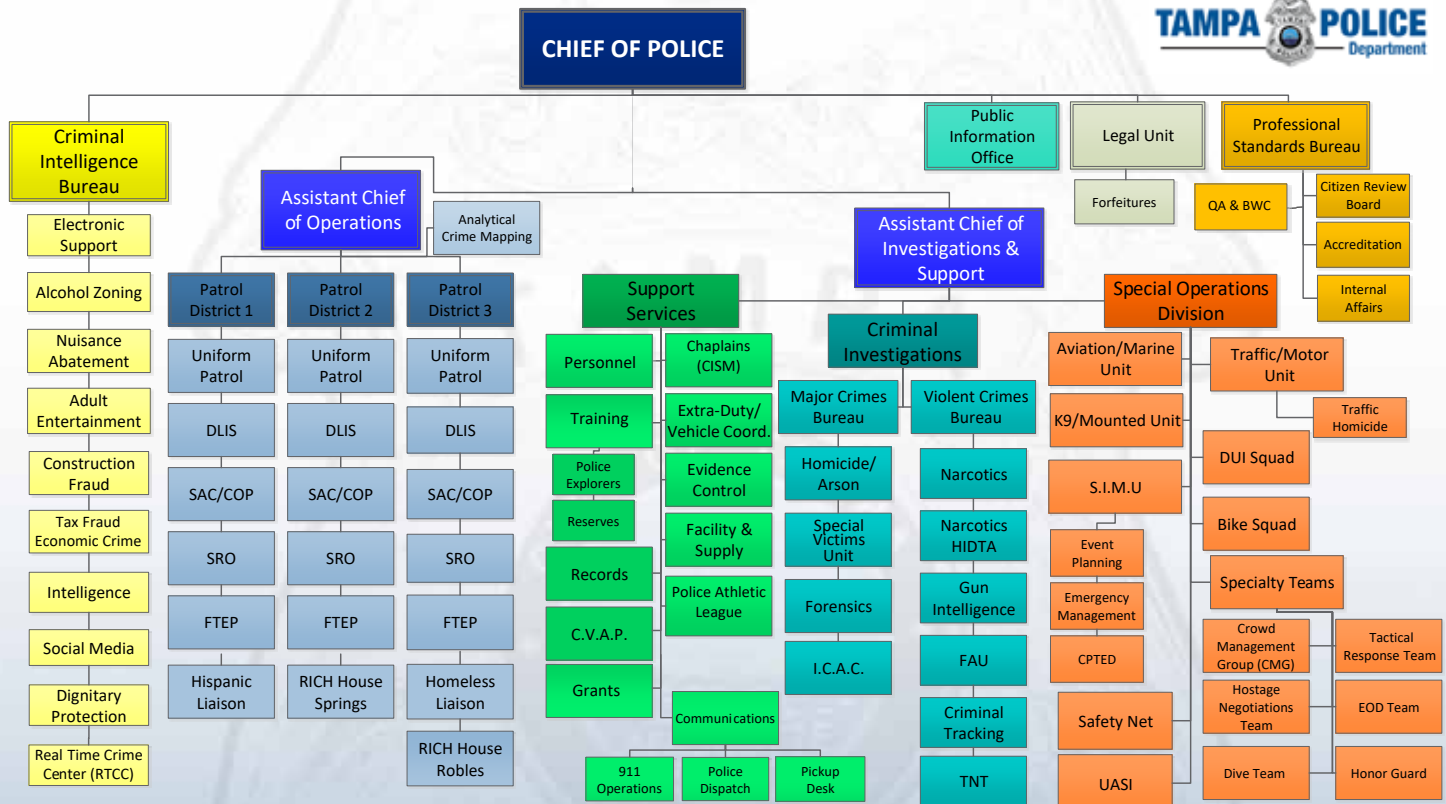 TAMPA POLICE
Department
CHIEF OF POLICE
Criminal
Intelligence
Bureau
Public
Information
Office
Legal Unit
Professional
Standards Bureau
Forfeitures
QA & BWC
Citizen Review
Board
Accreditation
Internal
Affairs
Assistant Chief
of Operations
Analytical
Crime Mapping
Assistant Chief of
Investigations &
Support
Electronic
Support
Alcohol Zoning
Nuisance
Abatement
Adult
Entertainment
Construction
Fraud
Tax Fraud
Economic Crime
Intelligence
Social Media
Dignitary
Protection
Real Time Crime
Center (RTCC)
Patrol
District 1
Uniform
Patrol
DLIS
SAC/COP
SRO
FTEP
Hispanic
Liaison
Patrol
District 2
Uniform
Patrol
DLIS
SAC/COP
SRO
FTEP
RICH House
Springs
Patrol
District 3
Uniform
Patrol
DLIS
SAC/COP
SRO
FTEP
Homeless
Liaison
RICH House
Robles
Support
Services
Personnel
Training
Police
Explorers
Reserves
Records
C.V.A.P.
Grants
Chaplains
(CISM)
Extra-Duty/
Vehicle Coord.
Evidence
Control
Facility &
Supply
Police Athletic
League
Communications
911
Operations
Police
Dispatch
Pickup
Desk
Criminal
Investigations
Major Crimes
Bureau
Homicide/
Arson
Special
Victims
Unit
Forensics
I.C.A.C.
Violent Crimes
Bureau
Narcotics
Narcotics
HIDTA
Gun
Intelligence
FAU
Criminal
Tracking
TNT
Special Operations
Division
Aviation/Marine
Unit
K9/Mounted Unit
S.I.M.U
Event
Planning
Emergency
Management
CPTED
Safety Net
UASI
Traffic/Motor
Unit
Traffic
Homicide
DUI Squad
Bike Squad
Specialty Teams
Crowd
Management
Group (CMG)
Tactical
Response Team
Hostage
Negotiations
Team
EOD Team
Dive Team
Honor Guard